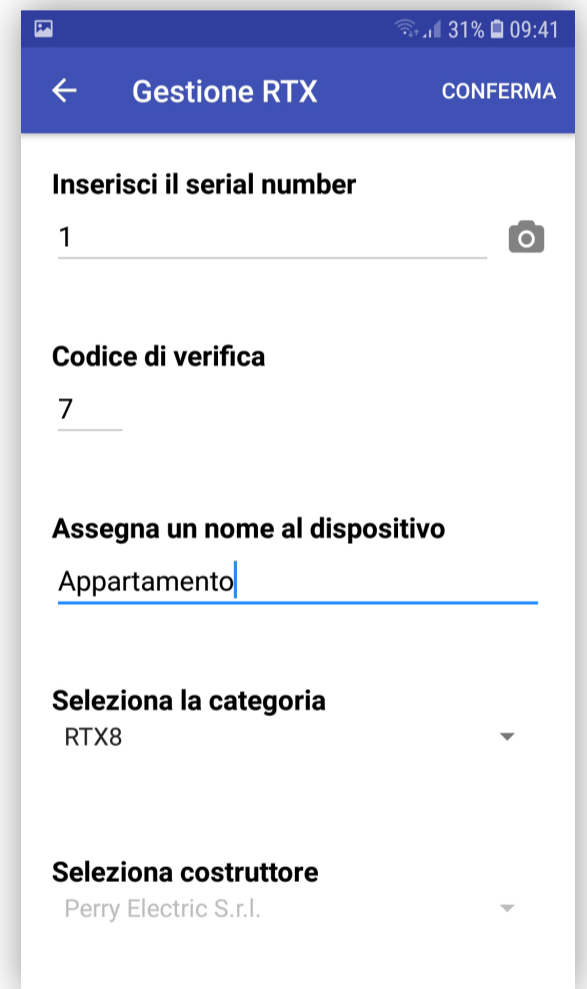 31% 09:41
Gestione RTX CONFERMA
Inserisci il serial number
1
Codice di verifica
7
Assegna un nome al dispositivo
Appartamento
Seleziona la categoria
RTX8
Seleziona costruttore
Perry Electric S.r.l.